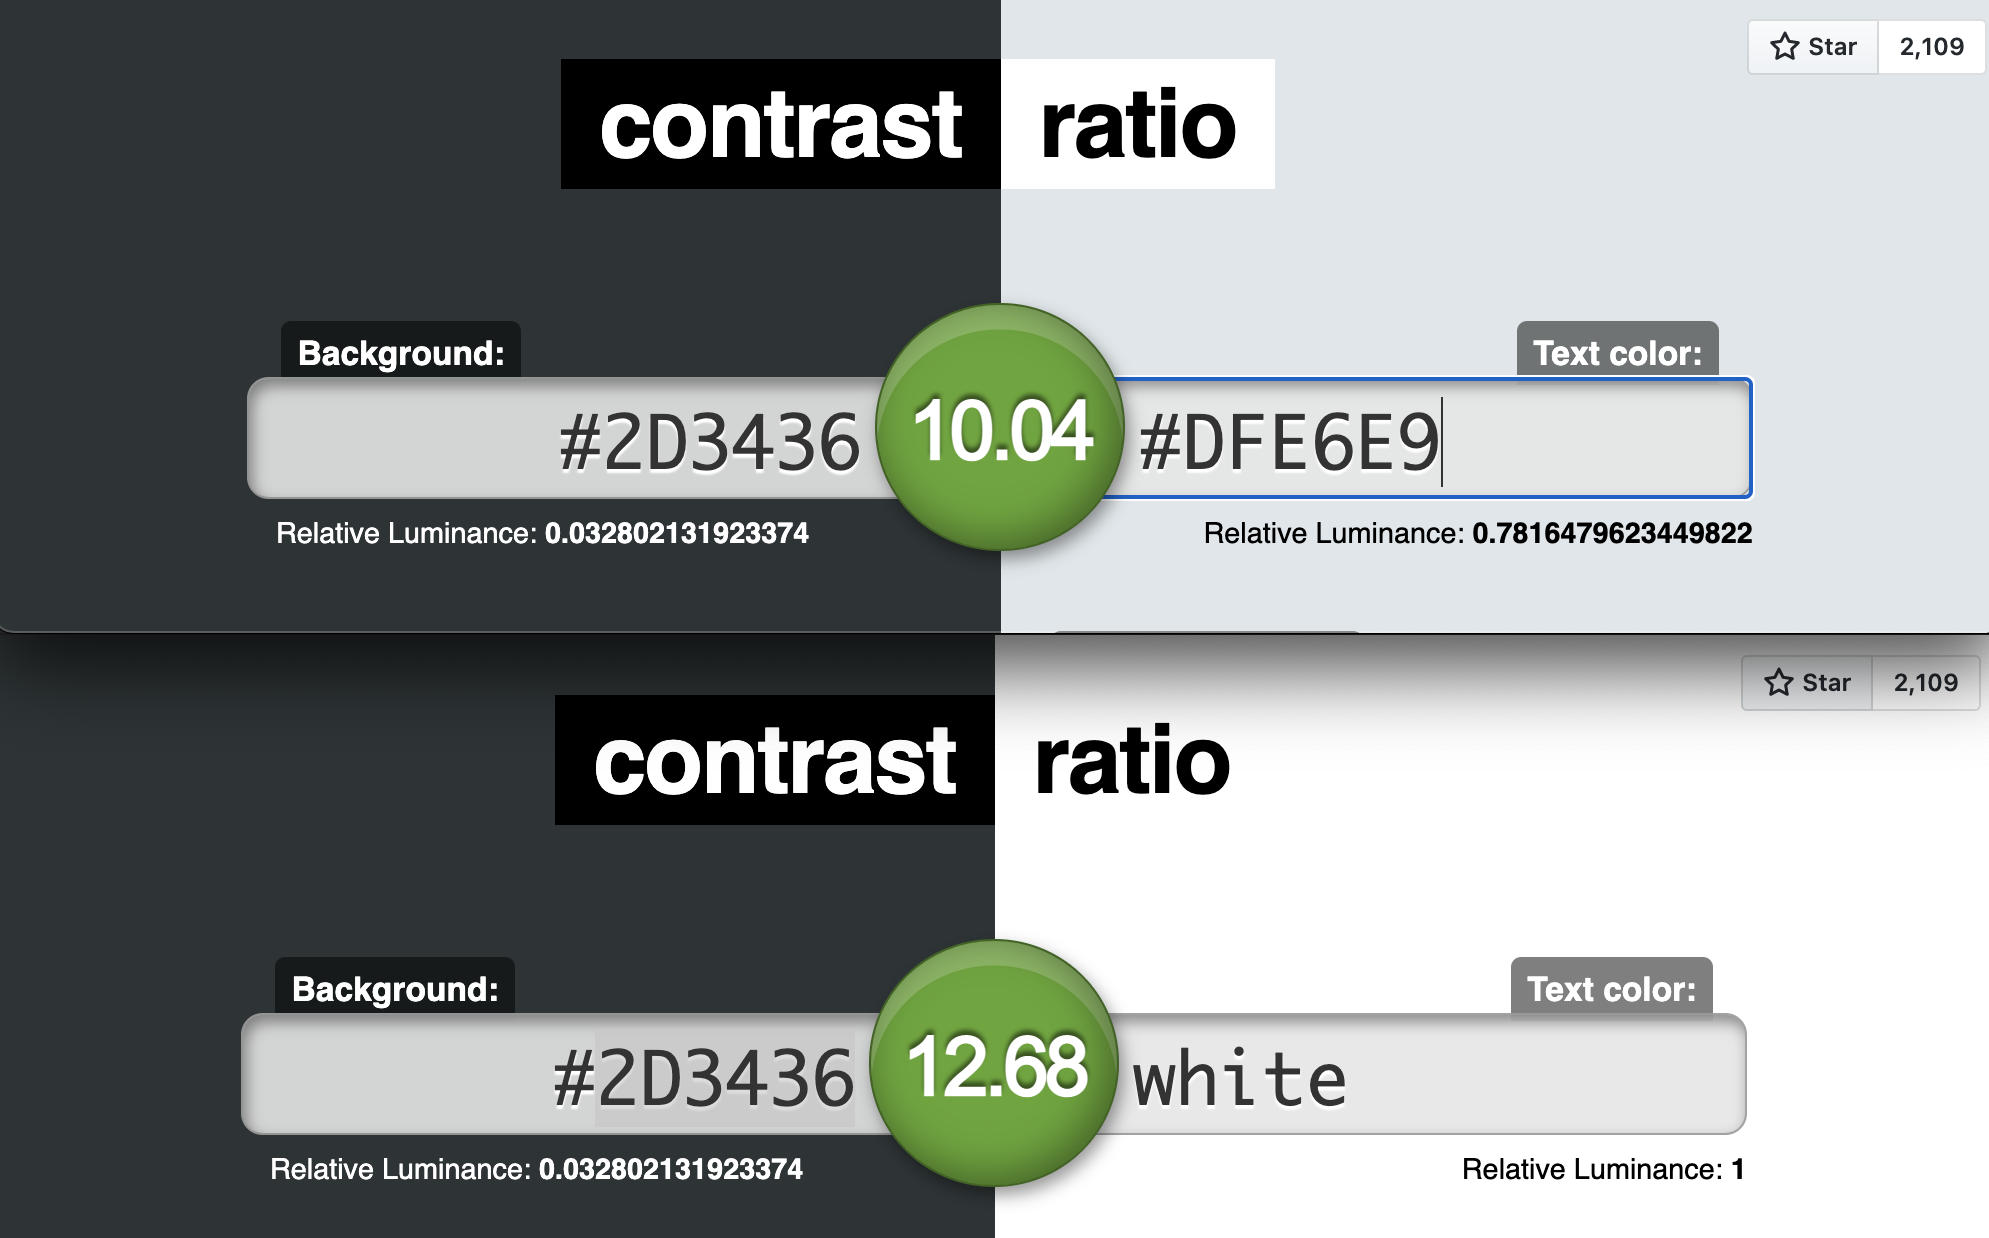 Star 2,109
contrast ratio
Background: Text color:
#2D3436 10.04 #DFE6E9
Relative Luminance: 0.032802131923374 Relative Luminance: 0.7816479623449822
Star 2,109
contrast ratio
Background: Text color:
#2D3436 12.68 white
Relative Luminance: 0.032802131923374 Relative Luminance: 1